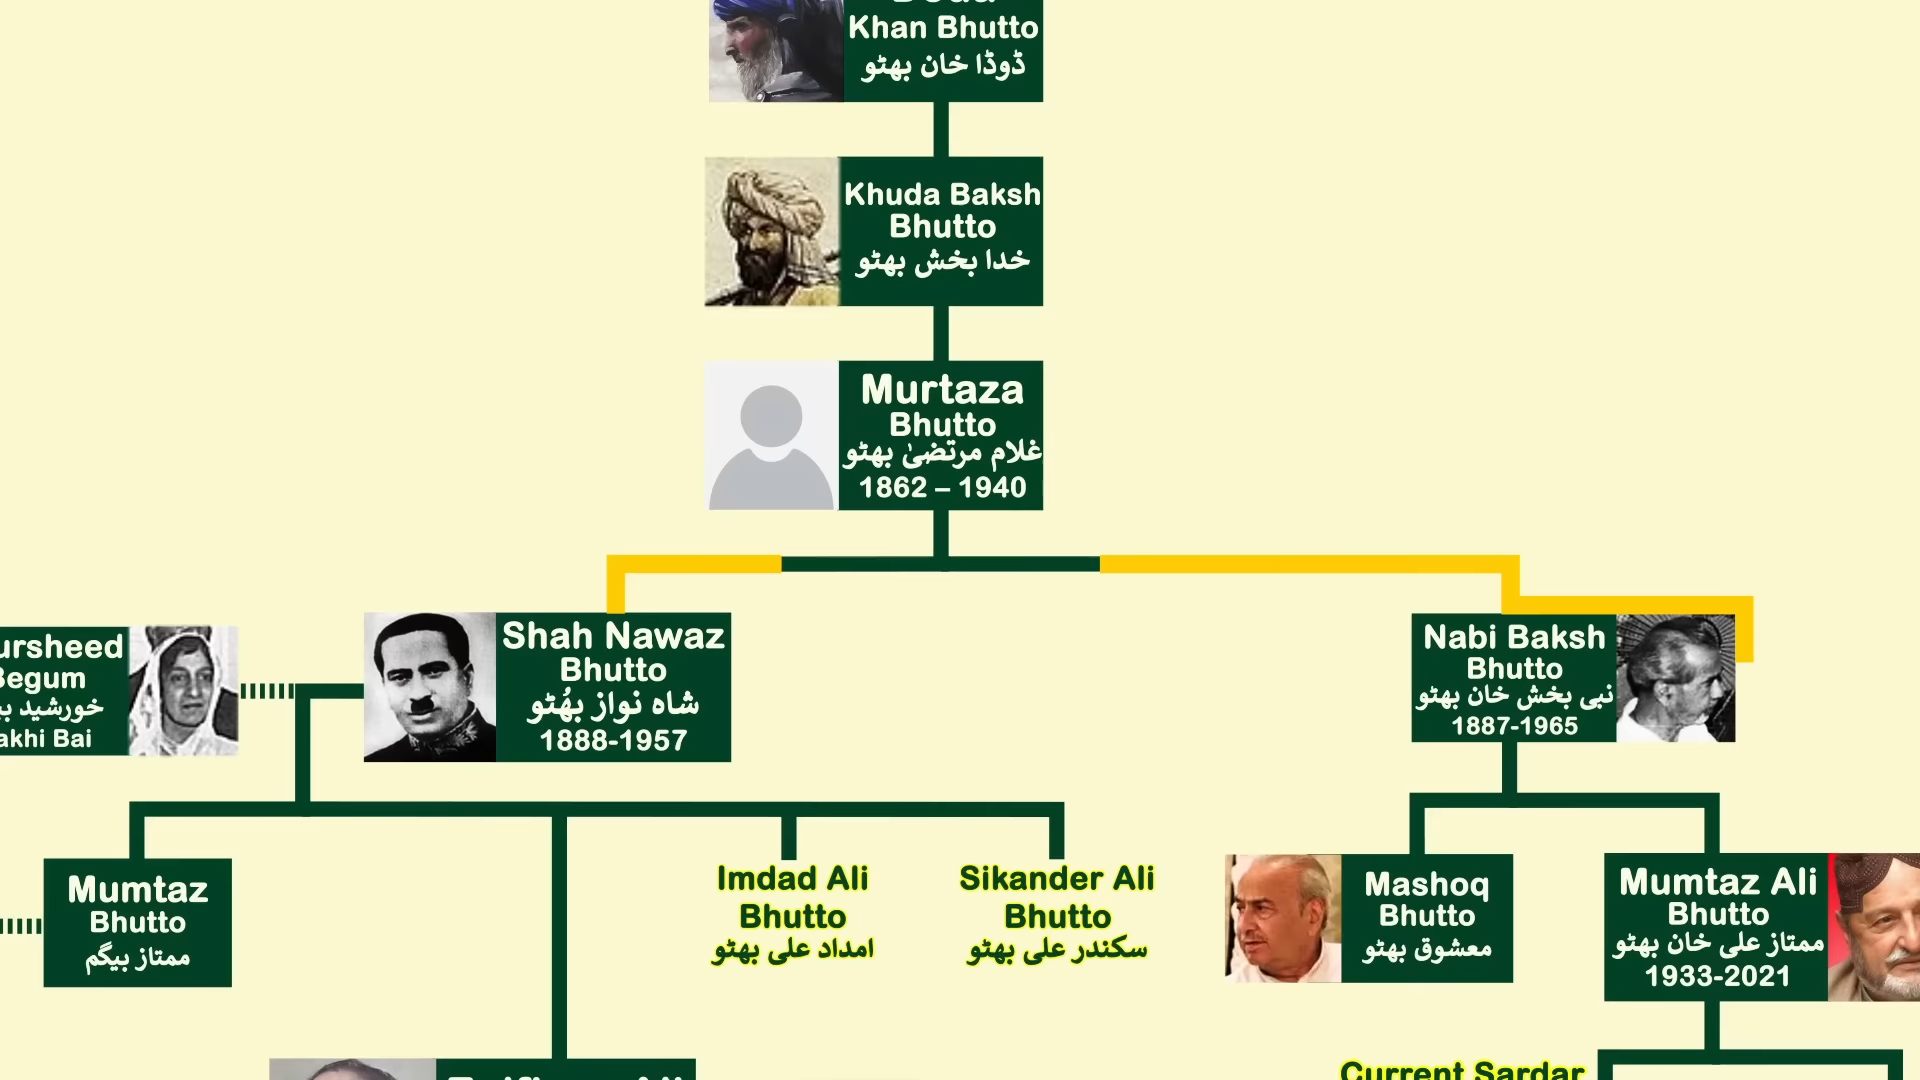 Khan Bhutto
ڈوڈا خان بھٹو
Khuda Baksh
Bhutto
خدا بخش بھٹو
Murtaza
Bhutto
غلام مرتضیٰ بھٹو
1862 – 1940
ursheed
Begum
خورشید
akhi Bai
Shah Nawaz
Bhutto
شاہ نواز بھُٹو
1888-1957
Nabi Baksh
Bhutto
نبی بخش خان بھٹو
1887-1965
Mumtaz
Bhutto
ممتاز بیگم
Imdad Ali
Bhutto
امداد علی بھٹو
Sikander Ali
Bhutto
سکندر علی بھٹو
Mashoq
Bhutto
معشوق بھٹو
Mumtaz Ali
Bhutto
ممتاز علی خان بھٹو
1933-2021
Current Sardar